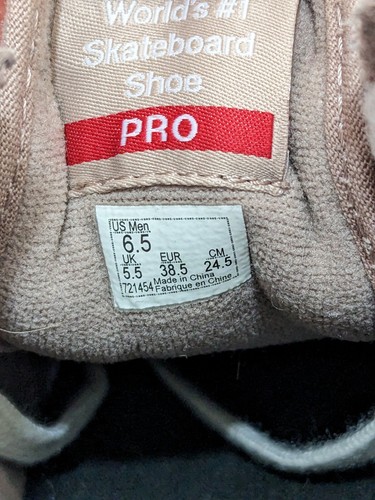 World's #1
Skateboard
Shoe
PRO
US Men
6.5
UK EUR CM
5.5 38.5 24.5
721454 Made in China
Fabriqué en Chine